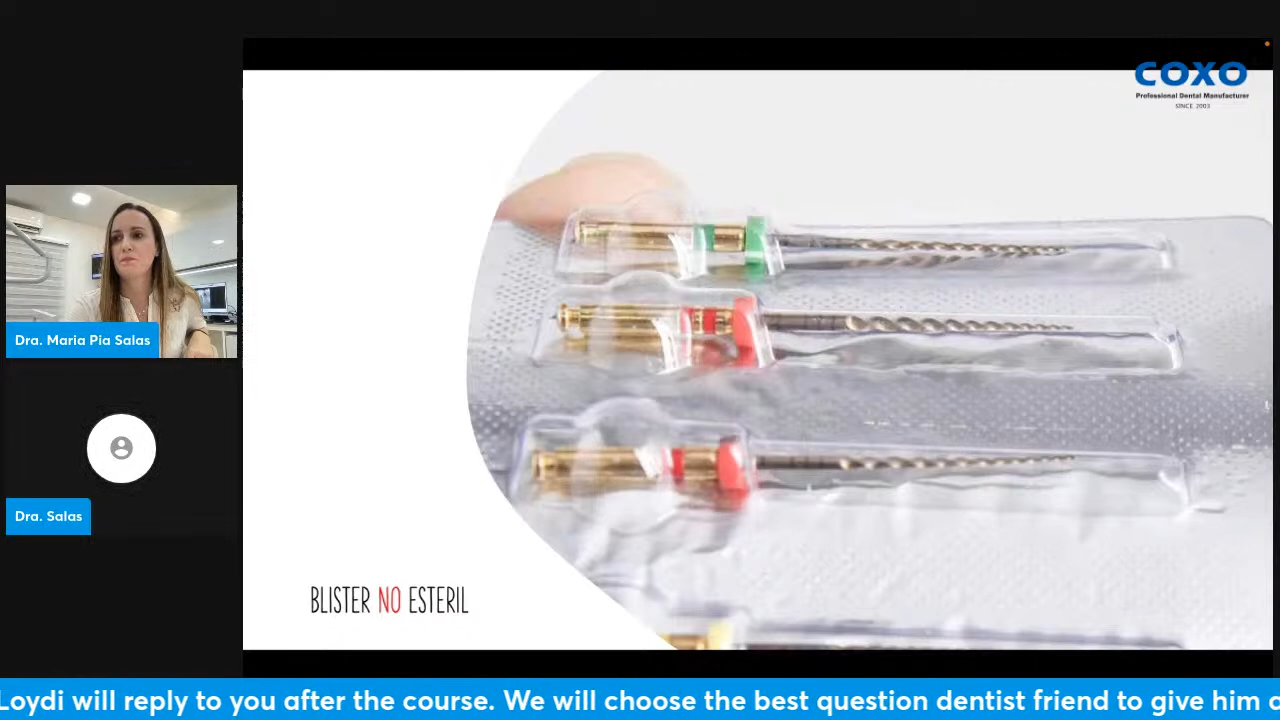 COXO
Professional Dental Manufacturer
SINCE 2003
Dra. Maria Pia Salas
Dra. Salas
BLISTER NO ESTERIL
Loydi will reply to you after the course. We will choose the best question dentist friend to give him